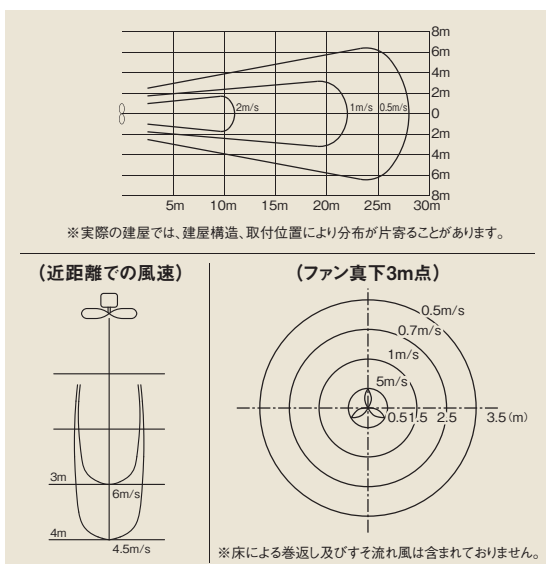 8m
6m
4m
2m
2m/s 1m/s 0.5m/s 0
2m
4m
6m
8m
5m 10m 15m 20m 25m 30m
※実際の建屋では、建屋構造、取付位置により分布が片寄ることがあります。
(近距離での風速)
3m
6m/s
4m
4.5m/s
(ファン真下3m点)
0.5m/s
0.7m/s
1m/s
5m/s
0.5 1.5 2.5 3.5(m)
※床による巻返し及びすそ流れ風は含まれておりません。